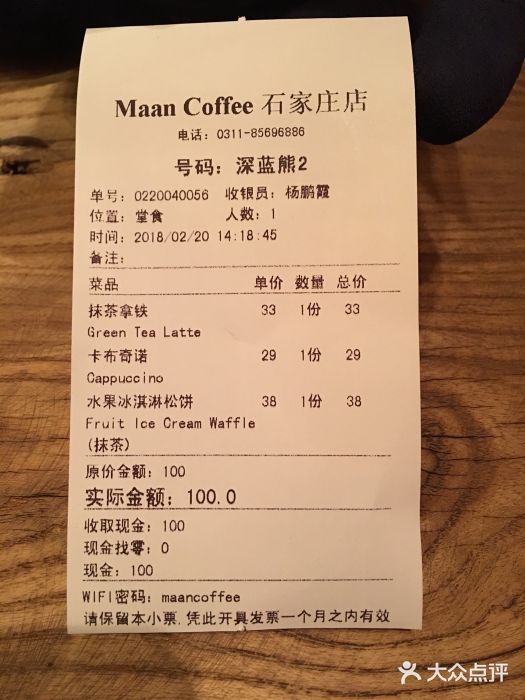 Maan Coffee 石家庄店
电话: 0311-85696886
号码: 深蓝熊2
单号: 0220040056 收银员: 杨鹏霞
位置: 堂食 人数: 1
时间: 2018/02/20 14:18:45
备注:
菜品 单价 数量 总价
抹茶拿铁 33 1份 33
Green Tea Latte
卡布奇诺 29 1份 29
Cappuccino
水果冰淇淋松饼 38 1份 38
Fruit Ice Cream Waffle
(抹茶)
原价金额: 100
实际金额: 100.0
收取现金: 100
现金找零: 0
现金: 100
WIFI密码: maancoffee
请保留本小票,凭此开具发票一个月之内有效
大众点评